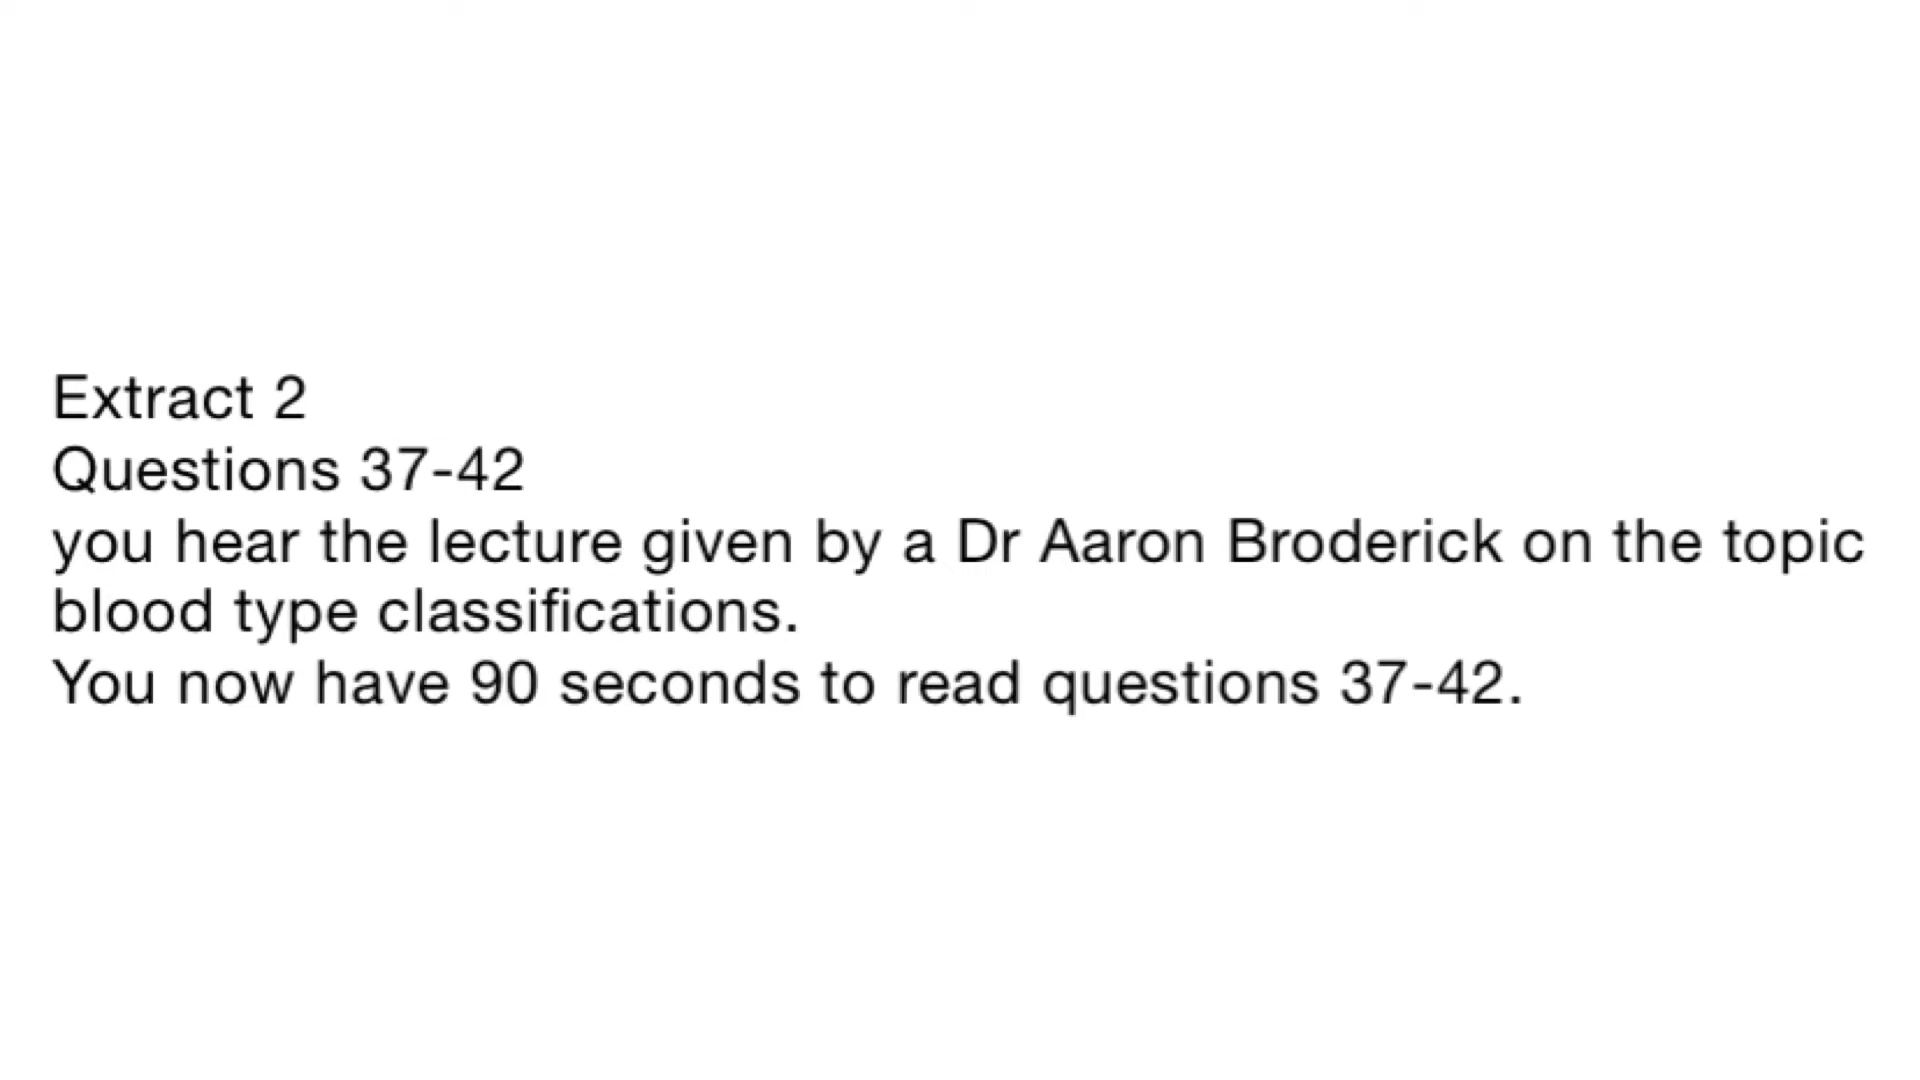 Extract 2
Questions 37-42
you hear the lecture given by a Dr Aaron Broderick on the topic
blood type classifications.
You now have 90 seconds to read questions 37-42.